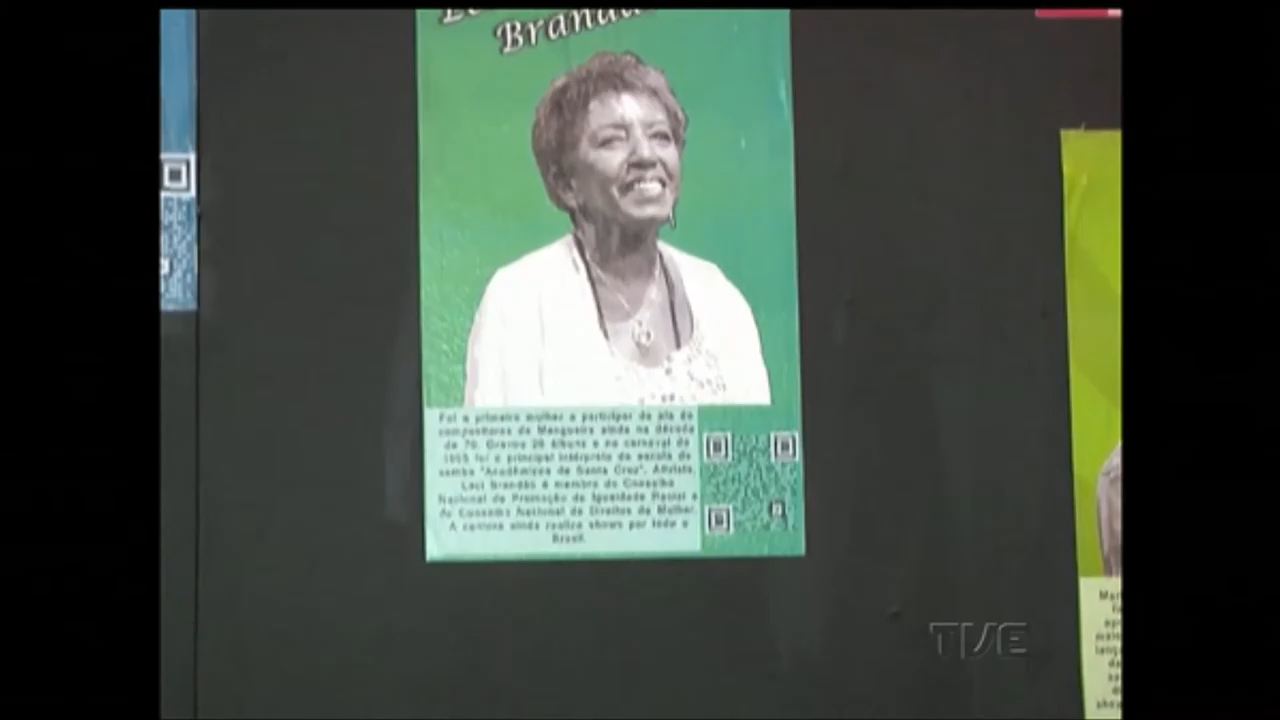 Brandão
Foi a primeira mulher a participar da ala de
compositores da Mangueira ainda na década
de 70. Gravou 20 álbuns e no carnaval de
1995 foi a principal intérprete da escola de
samba "Acadêmicos de Santa Cruz". Ativista,
Leci Brandão é membro do Conselho
Nacional de Promoção da Igualdade Racial e
do Conselho Nacional de Direitos da Mulher.
A cantora ainda realiza shows por todo o
Brasil.
TVE